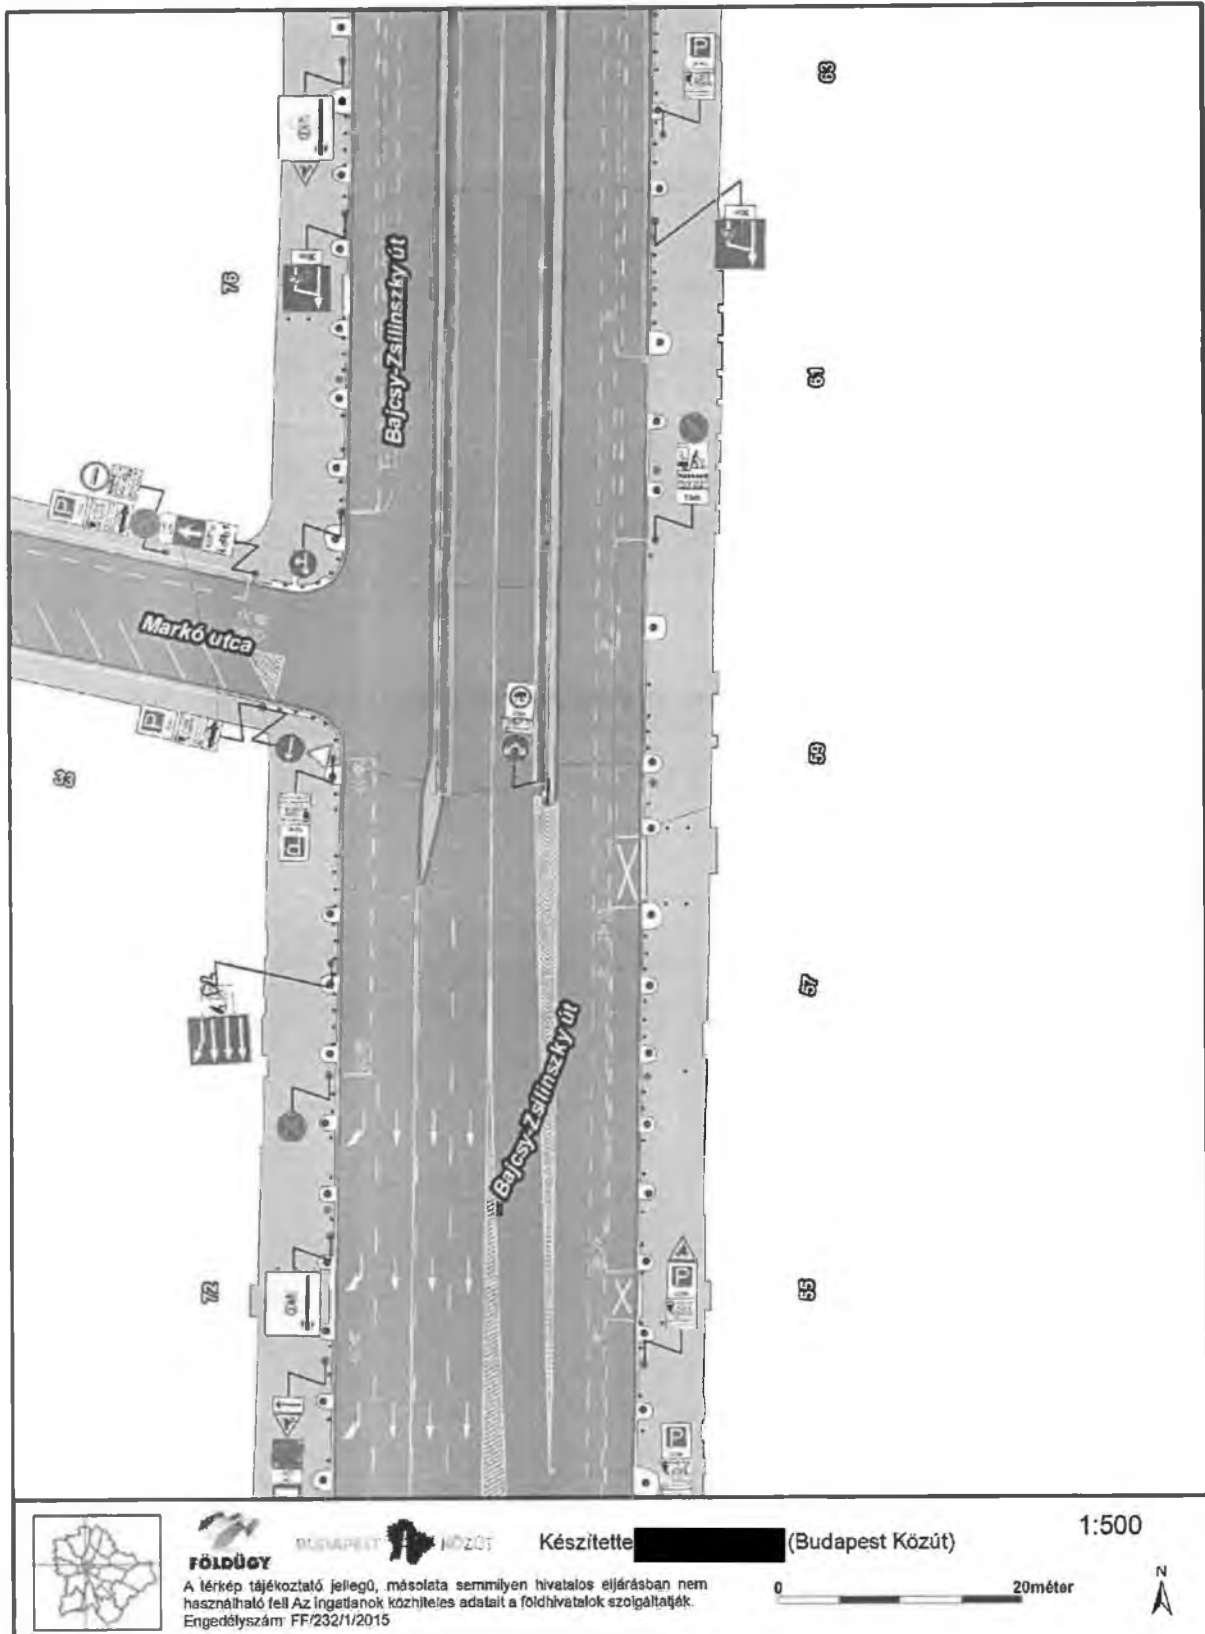 63
76
Bajcsy-Zsilinszky út
61
Markó utca
33
59
57
Bajcsy-Zsilinszky út
72
55
FÖLDÜGY
BUDAPEST KÖZÚT
Készítette (Budapest Közút)
1:500
A térkép tájékoztató jellegű, másolata semmilyen hivatalos eljárásban nem
használható fel! Az ingatlanok közhiteles adatait a földhivatalok szolgáltatják.
Engedélyszám: FF/232/1/2015
0 20méter
N